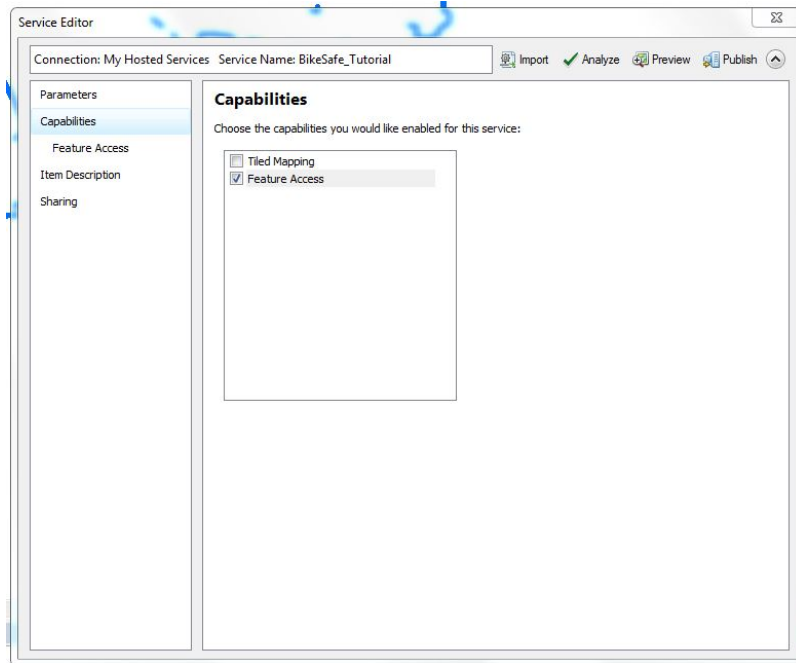 Service Editor
Connection: My Hosted Services Service Name: BikeSafe_Tutorial
Import Analyze Preview Publish
Parameters
Capabilities
Feature Access
Item Description
Sharing
Capabilities
Choose the capabilities you would like enabled for this service:
Tiled Mapping
Feature Access